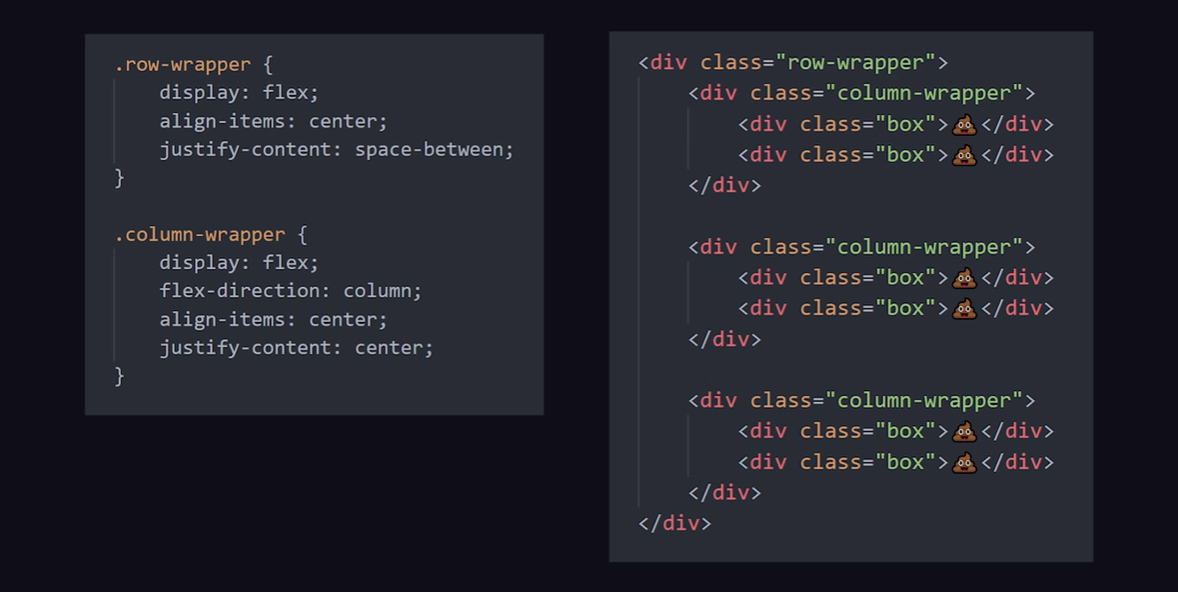 .row-wrapper {
    display: flex;
    align-items: center;
    justify-content: space-between;
}
.column-wrapper {
    display: flex;
    flex-direction: column;
    align-items: center;
    justify-content: center;
}
<div class="row-wrapper">
    <div class="column-wrapper">
        <div class="box">💩</div>
        <div class="box">💩</div>
    </div>
    <div class="column-wrapper">
        <div class="box">💩</div>
        <div class="box">💩</div>
    </div>
    <div class="column-wrapper">
        <div class="box">💩</div>
        <div class="box">💩</div>
    </div>
</div>